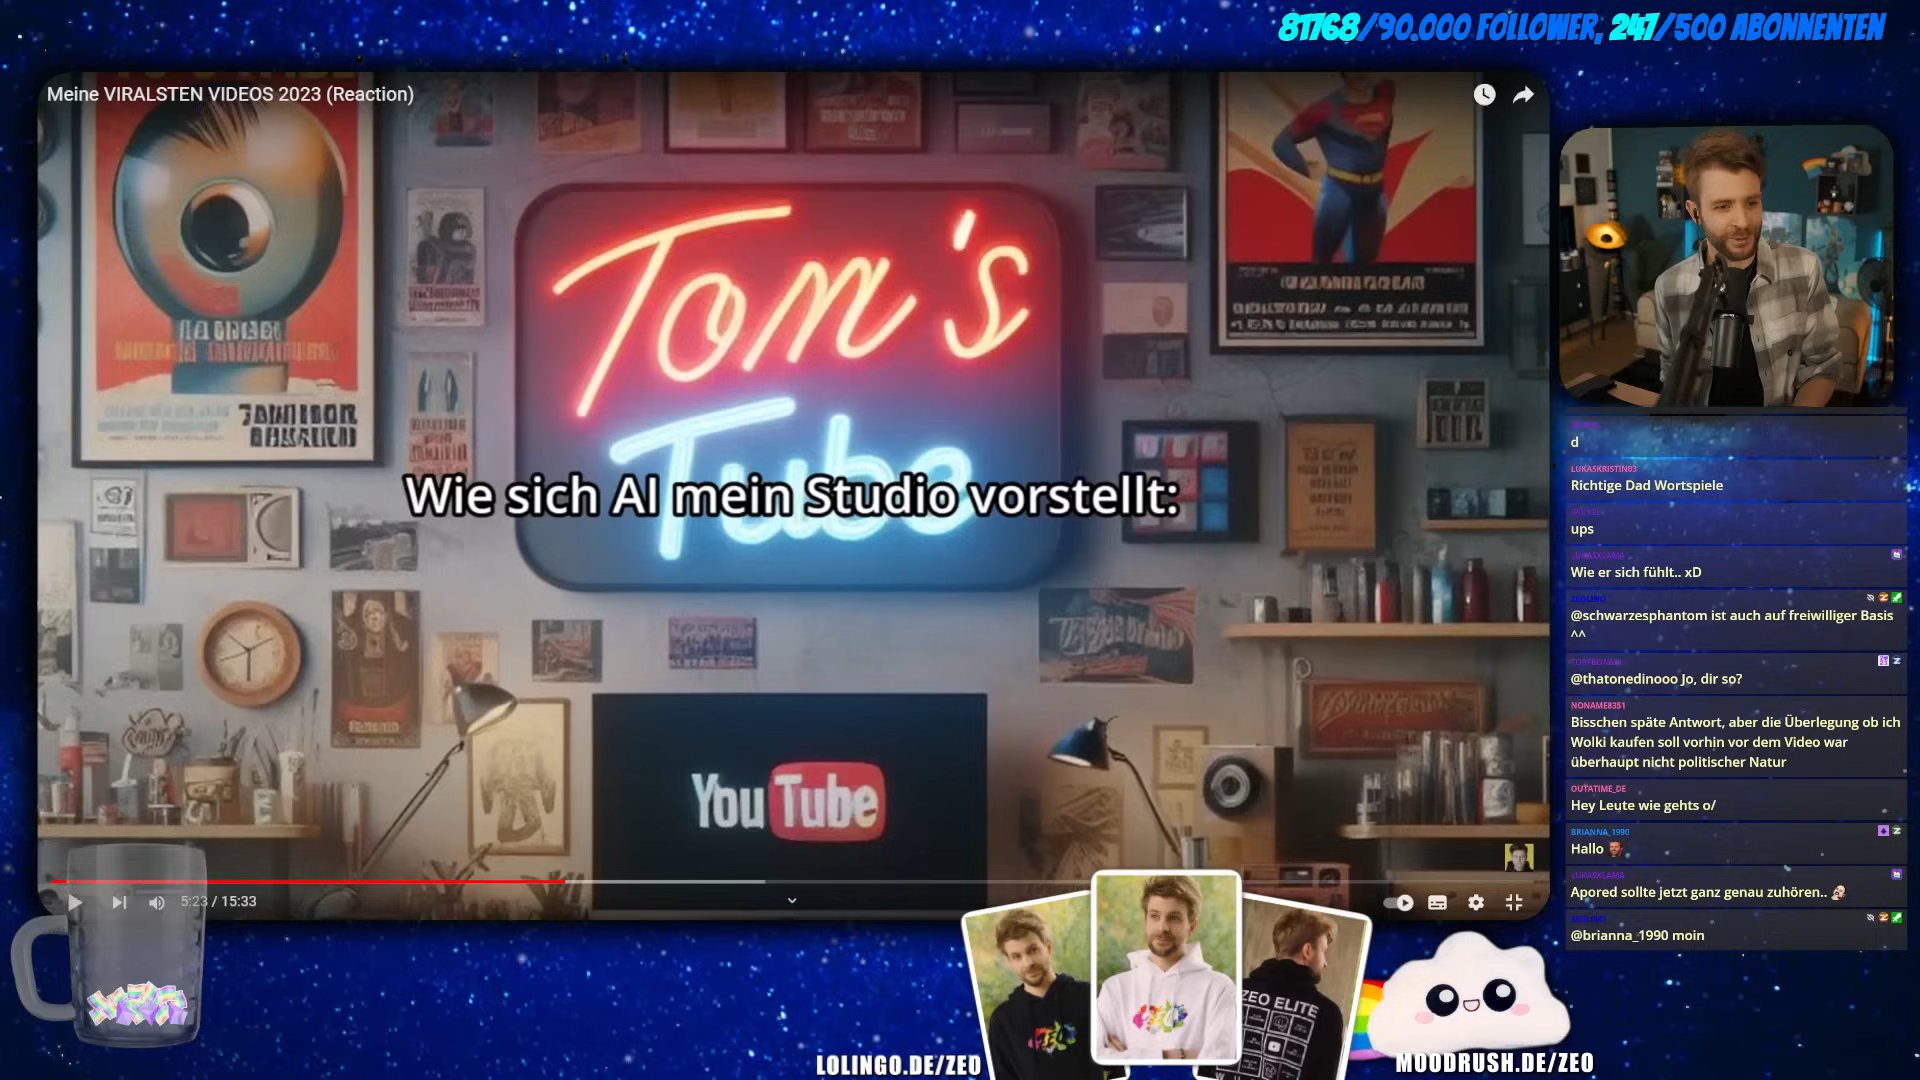 81768/90.000 FOLLOWER, 247/500 ABONNENTEN
Meine VIRALSTEN VIDEOS 2023 (Reaction)
Tom's
Tube
Wie sich AI mein Studio vorstellt:
YouTube
5:23 / 15:33
d
LUKASKRISTIN03
Richtige Dad Wortspiele
ups
Wie er sich fühlt.. xD
@schwarzesphantom ist auch auf freiwilliger Basis
^^
@thatonedinooo Jo, dir so?
NONAME8351
Bisschen späte Antwort, aber die Überlegung ob ich
Wolki kaufen soll vorhin vor dem Video war
überhaupt nicht politischer Natur
OUTATIME_DE
Hey Leute wie gehts o/
BRIANNA_1990
Hallo
LUKASXLAMA
Apored sollte jetzt ganz genau zuhören..
@brianna_1990 moin
ZEO ELITE
LOLINGO.DE/ZEO
MOODRUSH.DE/ZEO